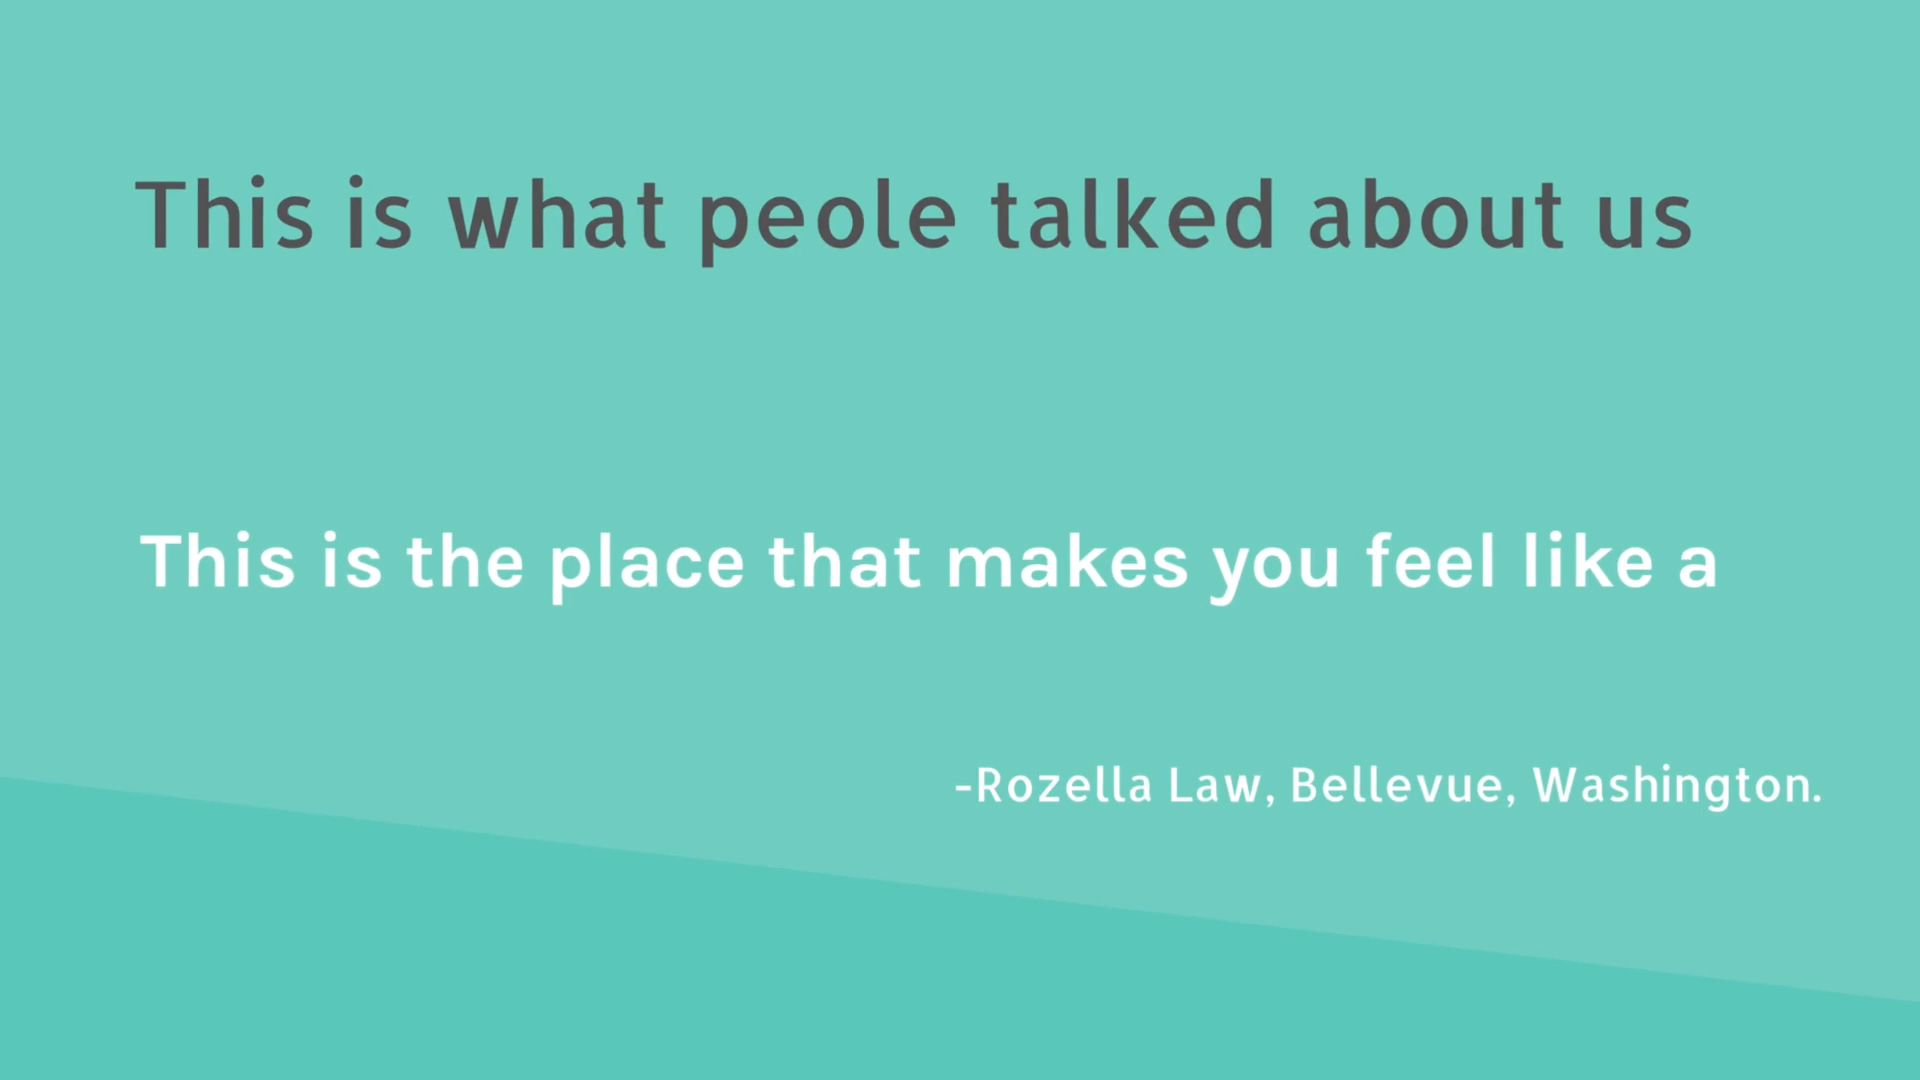 This is what peole talked about us
This is the place that makes you feel like a
-Rozella Law, Bellevue, Washington.